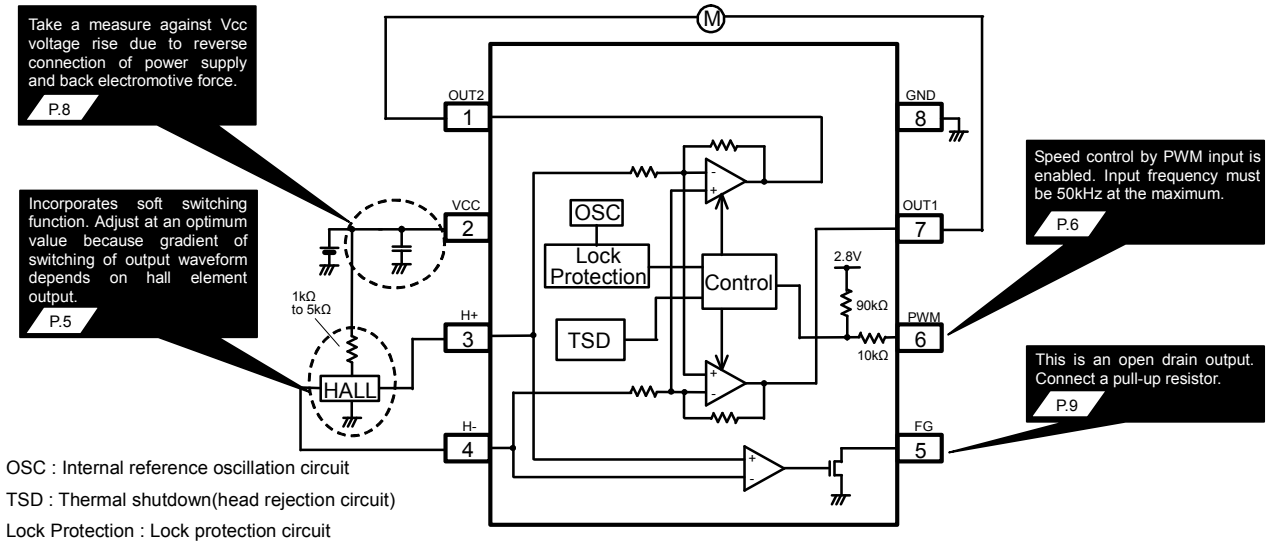 Take a measure against Vcc
voltage rise due to reverse
connection of power supply
and back electromotive force.
P.8
Incorporates soft switching
function. Adjust at an optimum
value because gradient of
switching of output waveform
depends on hall element
output.
P.5
M
OUT2
1
VCC
2
H+
3
H-
4
1kΩ
to 5kΩ
HALL
OSC
Lock
Protection
TSD
Control
-
+
+
-
+
-
2.8V
90kΩ
10kΩ
GND
8
OUT1
7
PWM
6
FG
5
Speed control by PWM input is
enabled. Input frequency must
be 50kHz at the maximum.
P.6
This is an open drain output.
Connect a pull-up resistor.
P.9
OSC : Internal reference oscillation circuit
TSD : Thermal shutdown(head rejection circuit)
Lock Protection : Lock protection circuit